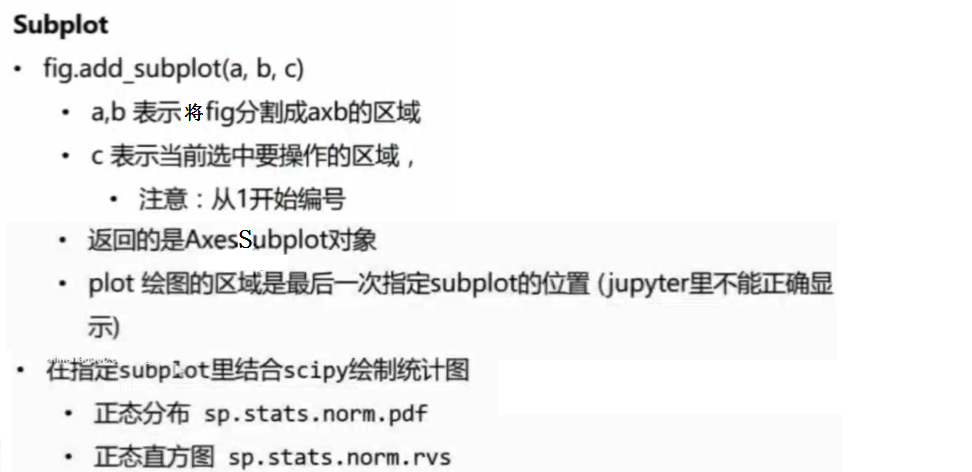 Subplot
• fig.add_subplot(a, b, c)
• a,b 表示将fig分割成axb的区域
• c 表示当前选中要操作的区域，
• 注意：从1开始编号
• 返回的是AxesSubplot对象
• plot 绘图的区域是最后一次指定subplot的位置 (jupyter里不能正确显
示)
• 在指定subplot里结合scipy绘制统计图
• 正态分布 sp.stats.norm.pdf
• 正态直方图 sp.stats.norm.rvs